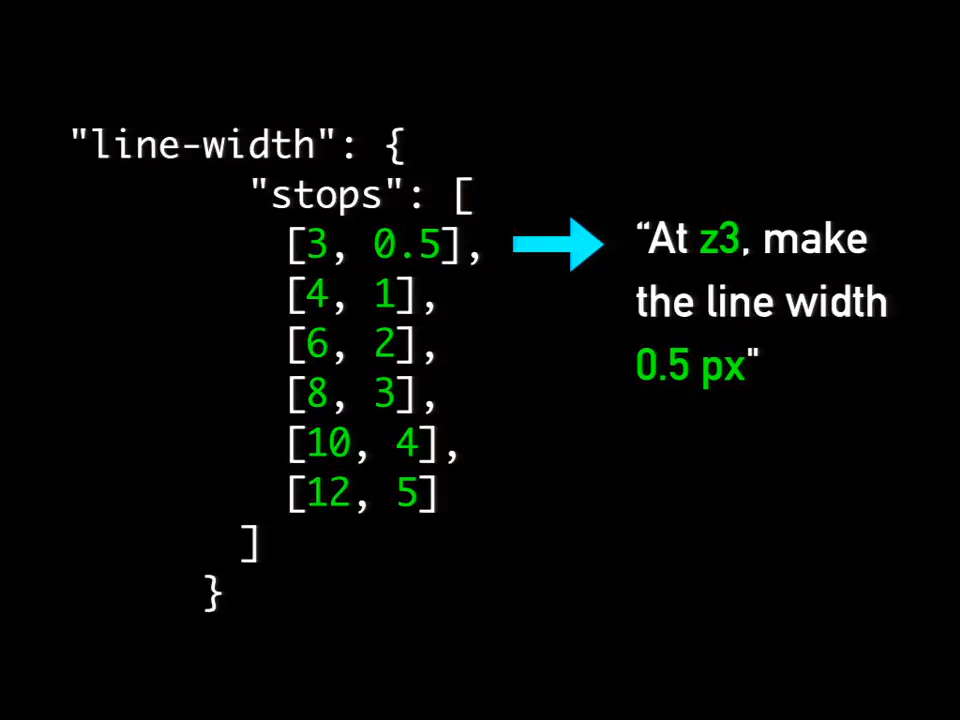 "line-width": {
"stops": [
[3, 0.5],
[4, 1],
[6, 2],
[8, 3],
[10, 4],
[12, 5]
]
}
“At z3, make
the line width
0.5 px"